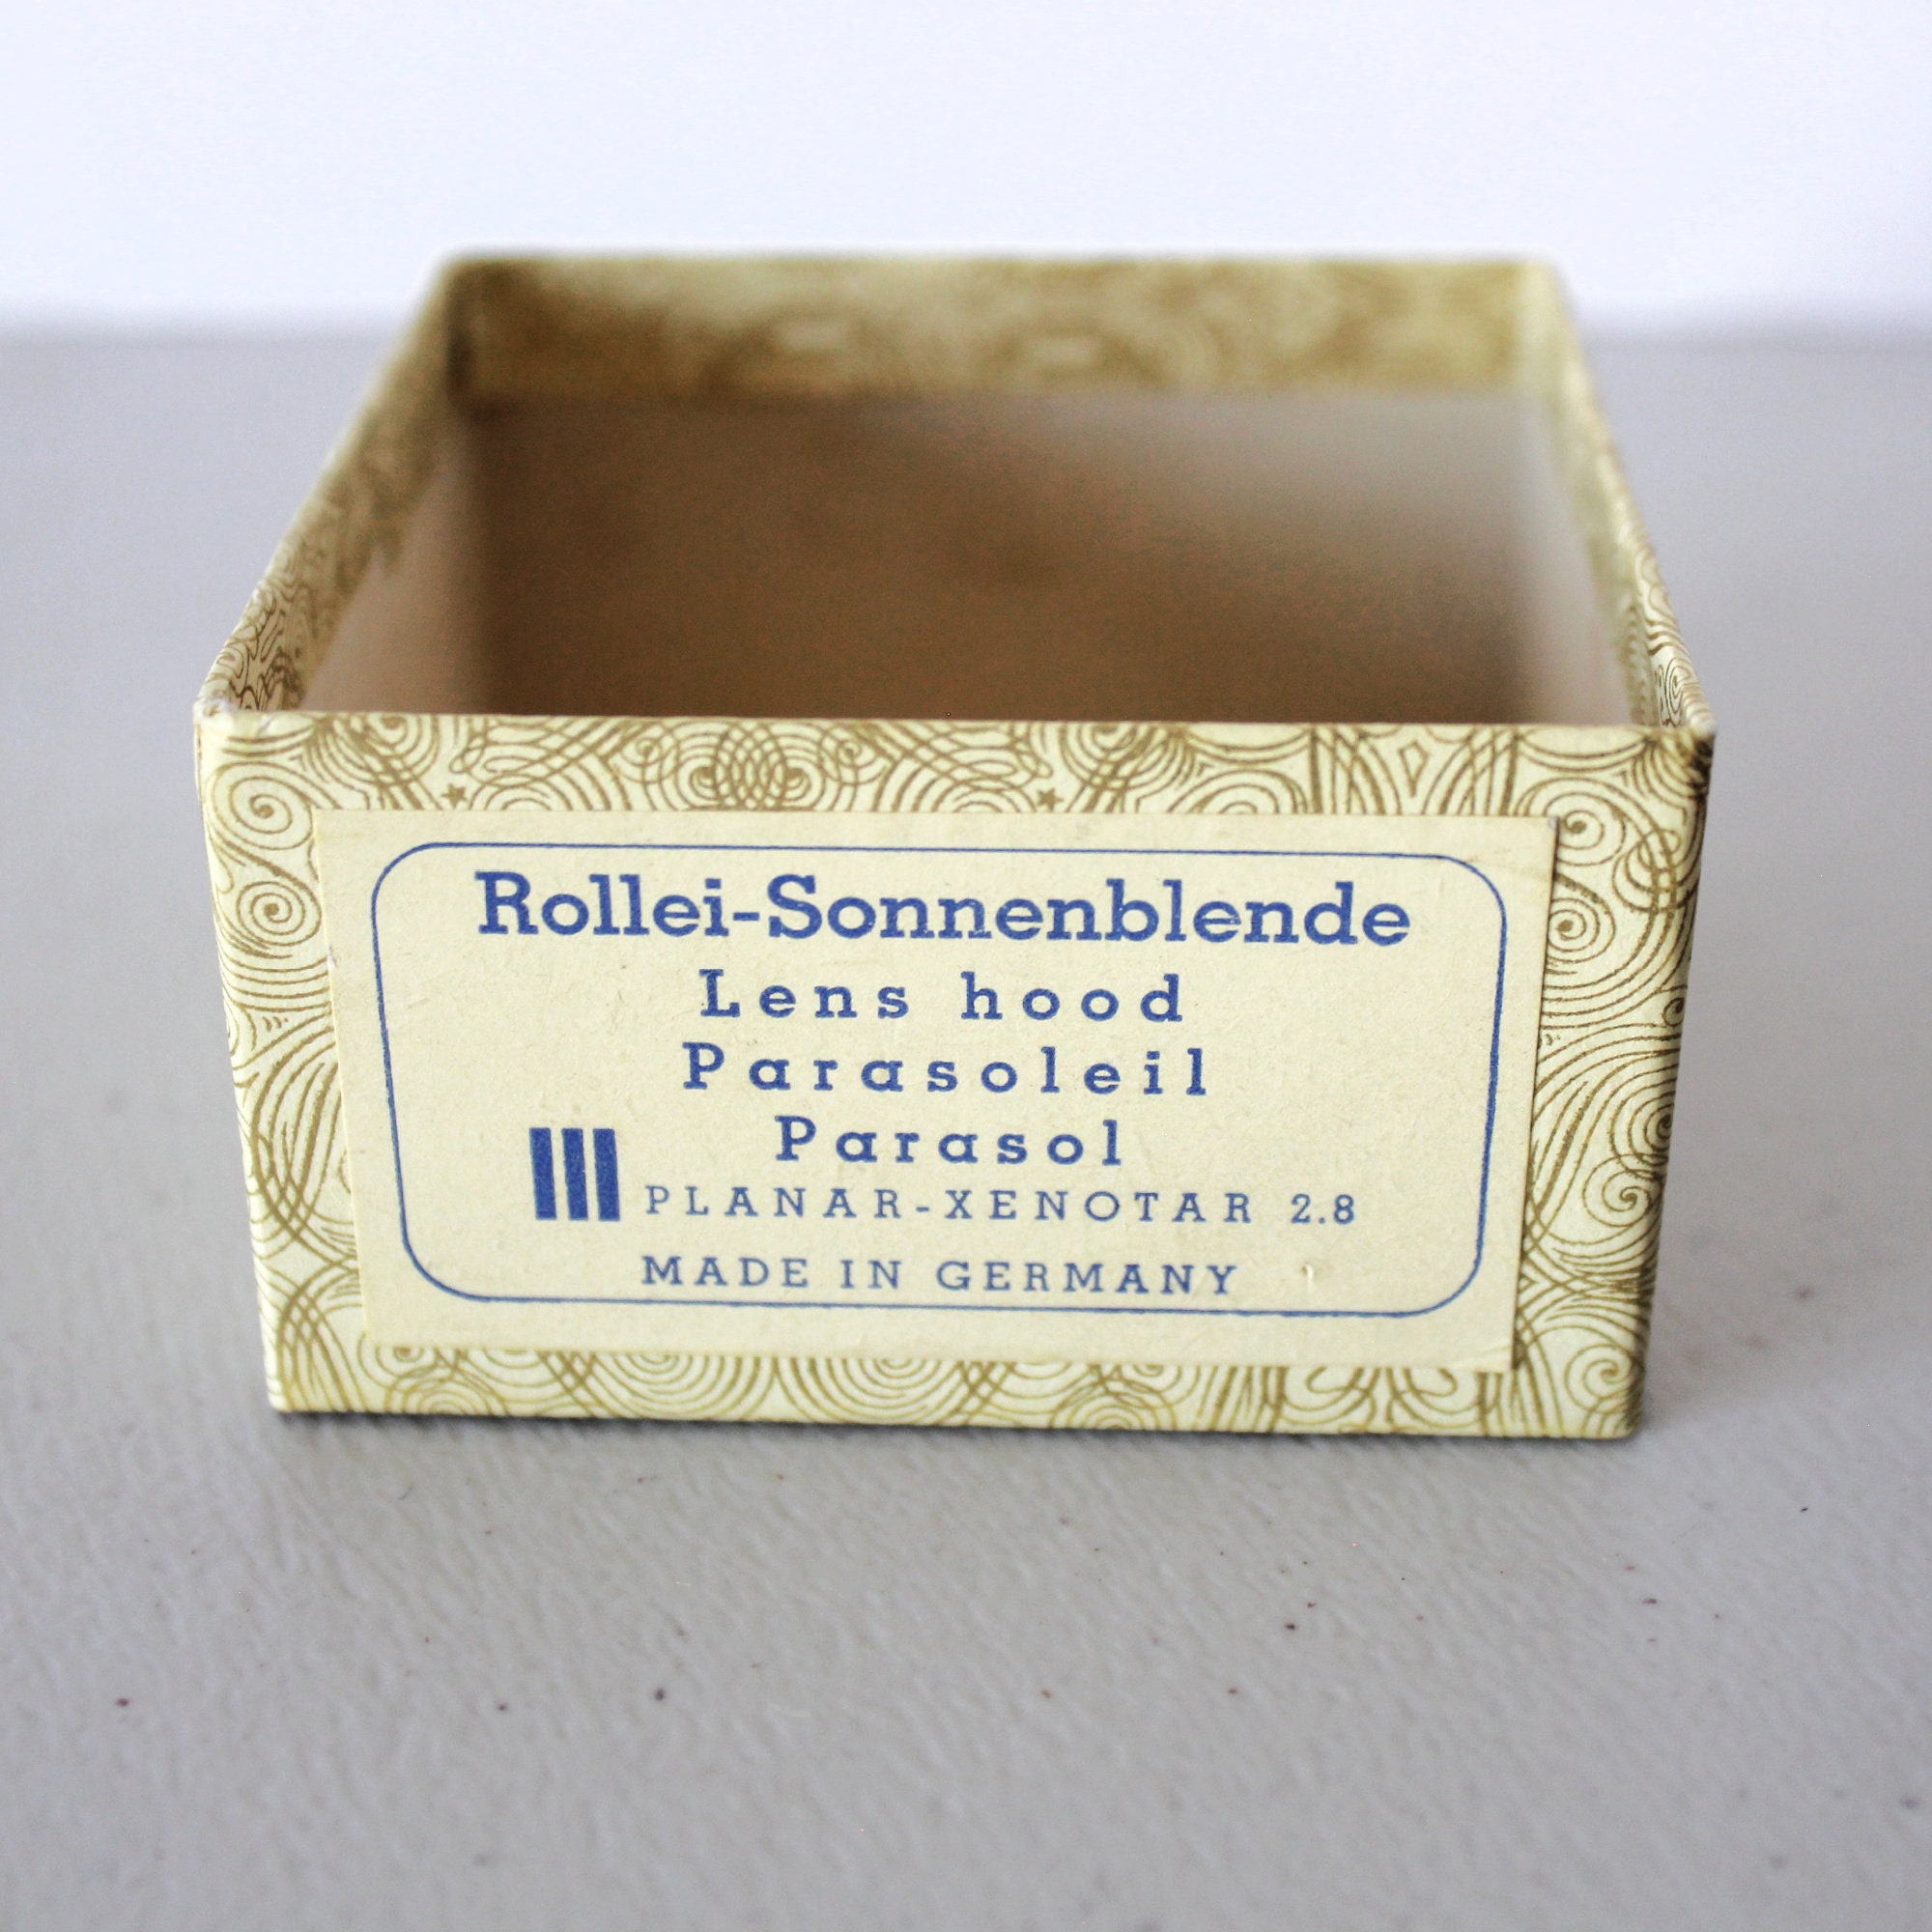 Rollei-Sonnenblende
Lens hood
Parasoleil
Parasol
III PLANAR-XENOTAR 2.8
MADE IN GERMANY